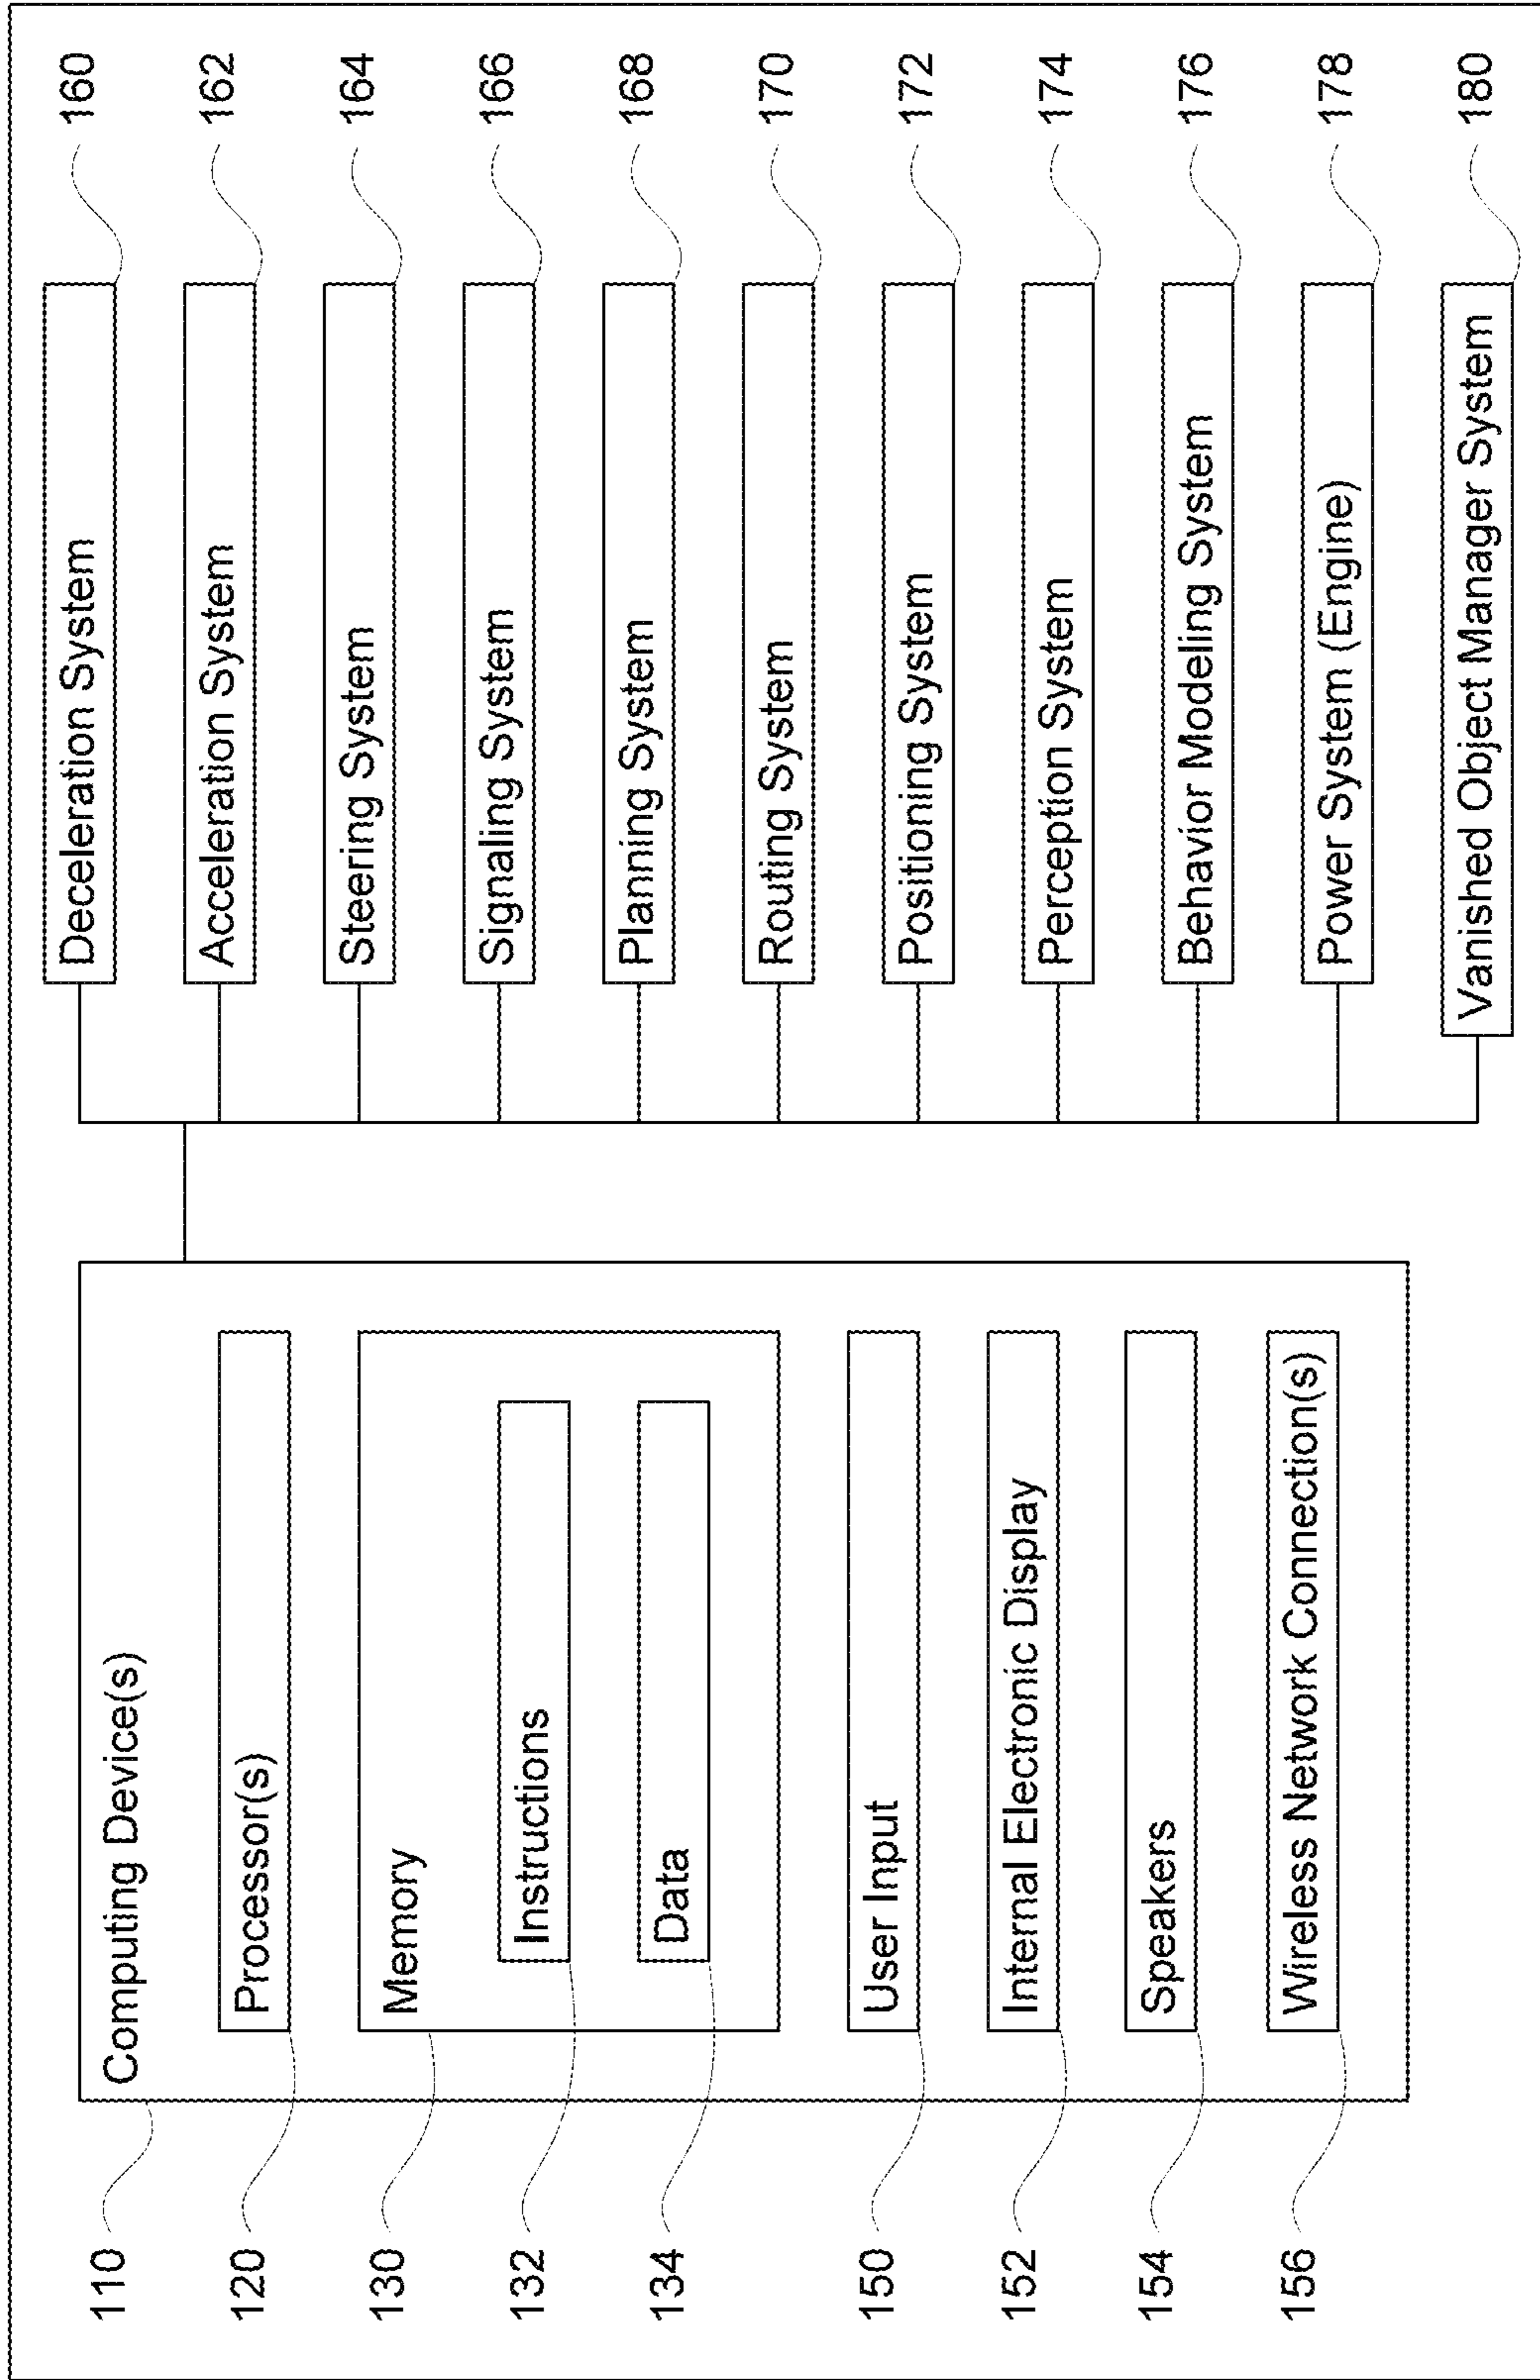 110
Computing Device(s)
120
Processor(s)
130
Memory
132
Instructions
134
Data
150
User Input
152
Internal Electronic Display
154
Speakers
156
Wireless Network Connection(s)
Deceleration System
160
Acceleration System
162
Steering System
164
Signaling System
166
Planning System
168
Routing System
170
Positioning System
172
Perception System
174
Behavior Modeling System
176
Power System (Engine)
178
Vanished Object Manager System
180